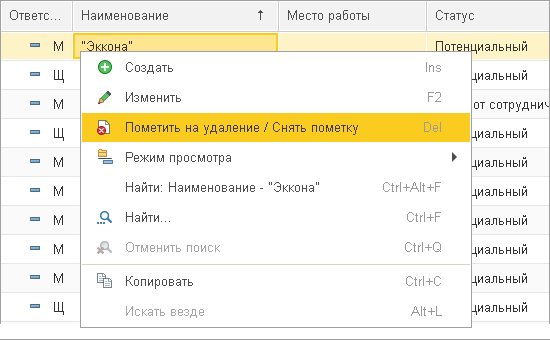 Ответс... Наименование ↑ Место работы Статус
М "Эккона" Потенциальный
Создать Ins
Щ циальный
Изменить F2
М от сотруднич
Пометить на удаление / Снять пометку Del
Щ циальный
Режим просмотра
М циальный
Найти: Наименование - "Эккона" Ctrl+Alt+F
М циальный
Найти... Ctrl+F
М циальный
Отменить поиск Ctrl+Q
М циальный
Копировать Ctrl+C
М циальный
Искать везде Alt+L
Щ циальный